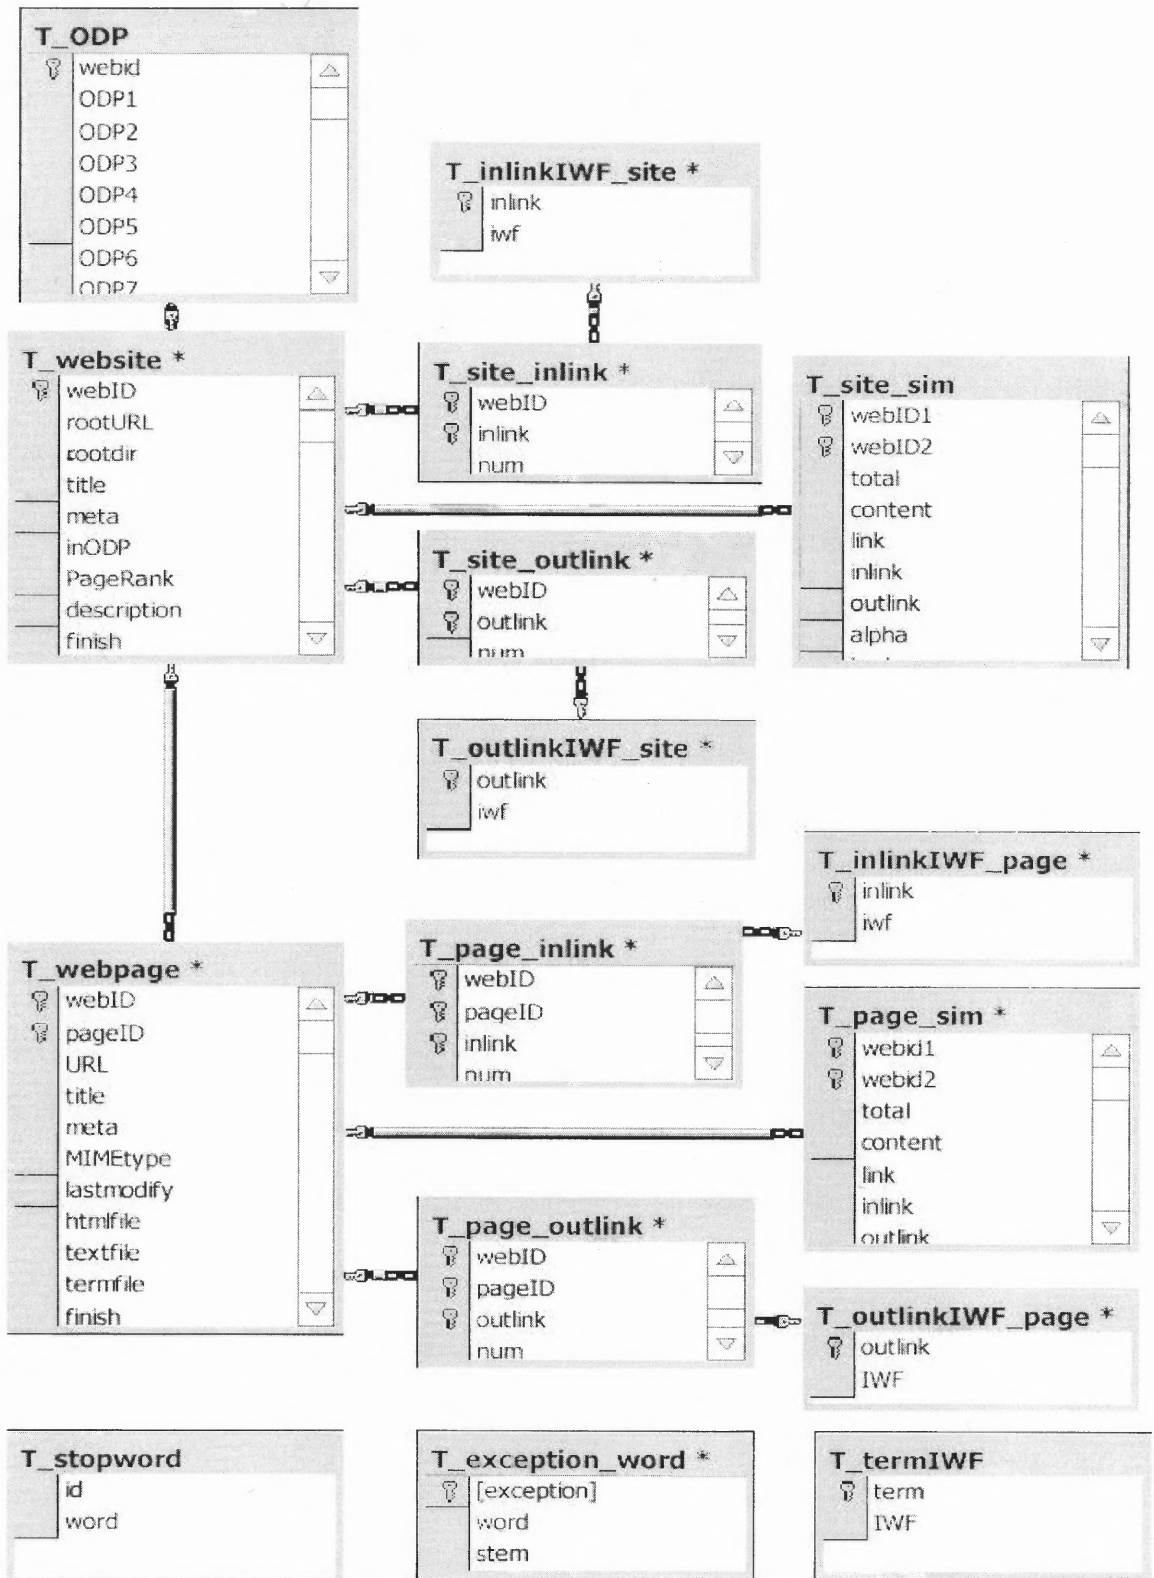 T_ODP
webid
ODP1
ODP2
ODP3
ODP4
ODP5
ODP6
ODP7
T_inlinkIWF_site *
inlink
iwf
T_website *
webID
rootURL
rootdir
title
meta
inODP
PageRank
description
finish
T_site_inlink *
webID
inlink
num
T_site_sim
webID1
webID2
total
content
link
inlink
outlink
alpha
T_site_outlink *
webID
outlink
num
T_outlinkIWF_site *
outlink
iwf
T_inlinkIWF_page *
inlink
iwf
T_webpage *
webID
pageID
URL
title
meta
MIMEtype
lastmodify
htmlfile
textfile
termfile
finish
T_page_inlink *
webID
pageID
inlink
num
T_page_sim *
webid1
webid2
total
content
link
inlink
outlink
T_page_outlink *
webID
pageID
outlink
num
T_outlinkIWF_page *
outlink
IWF
T_stopword
id
word
T_exception_word *
[exception]
word
stem
T_termIWF
term
IWF